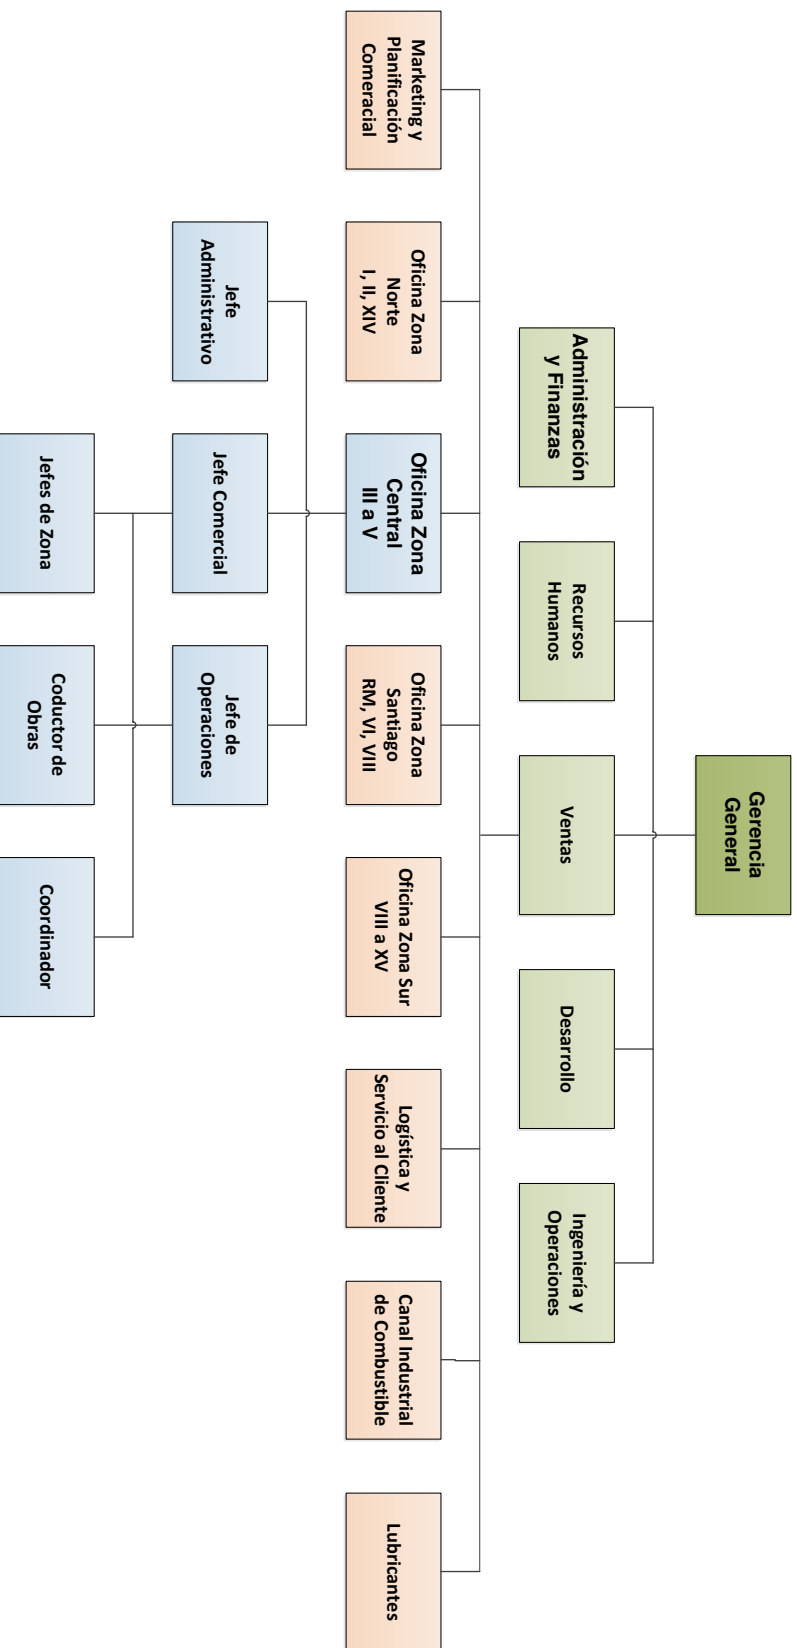 Gerencia
General
Administración
y Finanzas
Recursos
Humanos
Ventas
Desarrollo
Ingeniería y
Operaciones
Marketing y
Planificación
Comeracial
Oficina Zona
Norte
I, II, XIV
Oficina Zona
Central
III a V
Oficina Zona
Santiago
RM, VI, VIII
Oficina Zona Sur
VIII a XV
Logística y
Servicio al Cliente
Canal Industrial
de Combustible
Lubricantes
Jefe
Administrativo
Jefe Comercial
Jefe de
Operaciones
Jefes de Zona
Coductor de
Obras
Coordinador